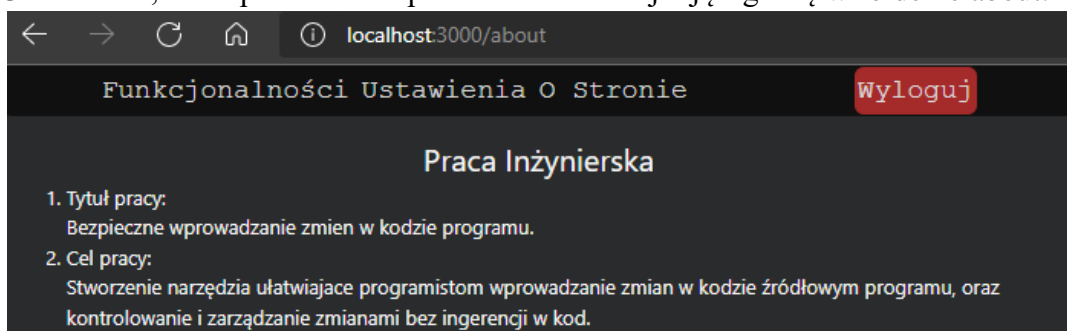 localhost:3000/about
Funkcjonalności Ustawienia O Stronie Wyloguj
Praca Inżynierska
1. Tytuł pracy:
Bezpieczne wprowadzanie zmien w kodzie programu.
2. Cel pracy:
Stworzenie narzędzia ułatwiajace programistom wprowadzanie zmian w kodzie źródłowym programu, oraz
kontrolowanie i zarządzanie zmianami bez ingerencji w kod.